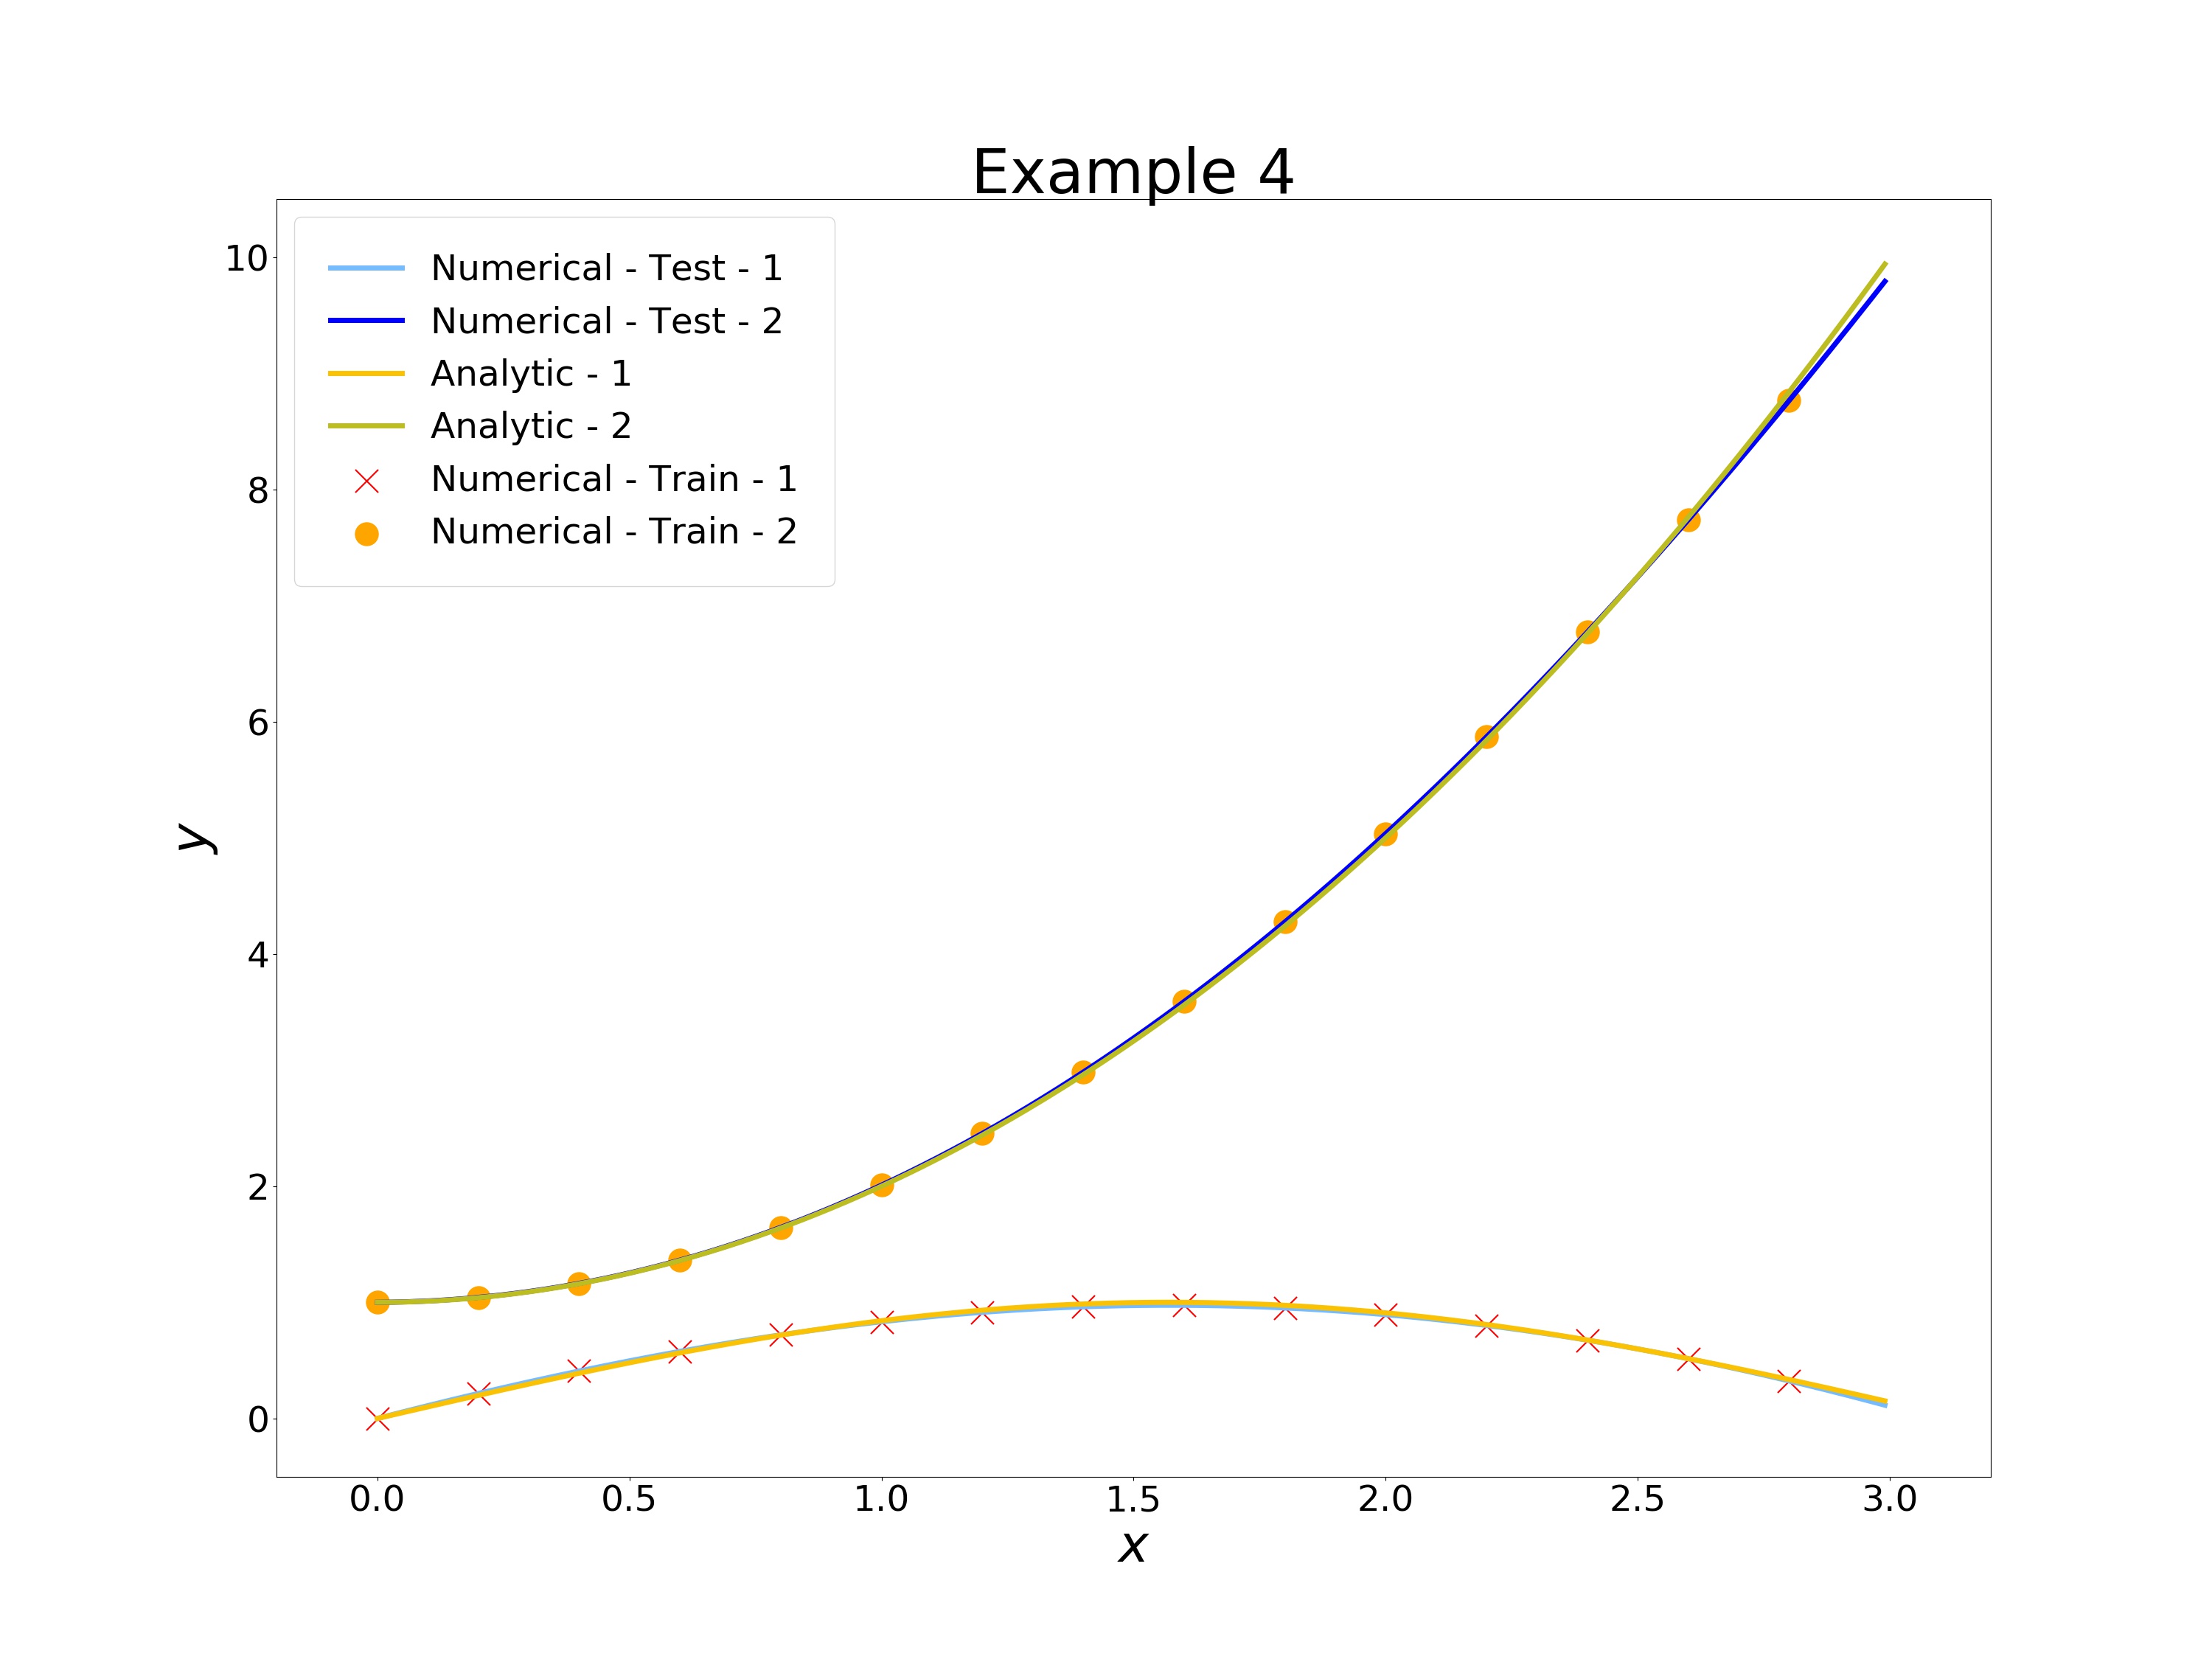 Example 4
Numerical - Test - 1
Numerical - Test - 2
Analytic - 1
Analytic - 2
Numerical - Train - 1
Numerical - Train - 2
10
8
6
4
2
0
y
0.0 0.5 1.0 1.5 2.0 2.5 3.0
x